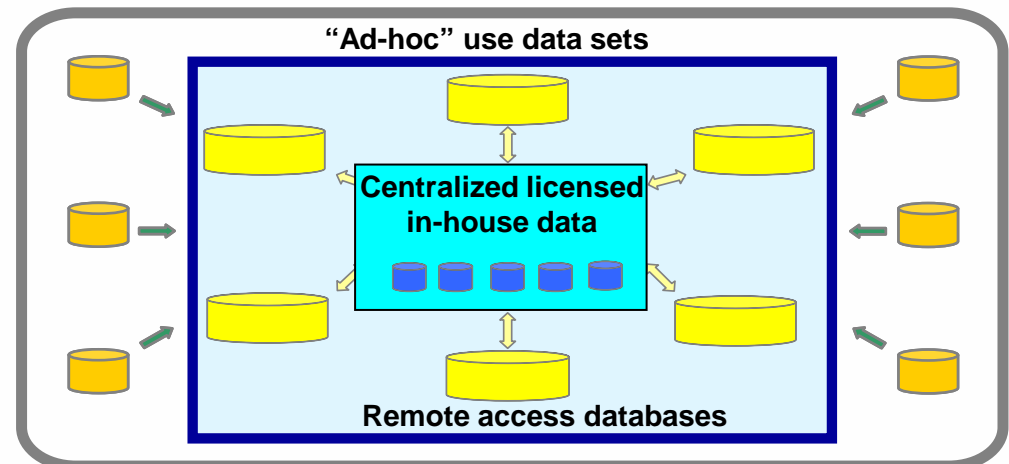 “Ad-hoc” use data sets
Centralized licensed
in-house data
Remote access databases